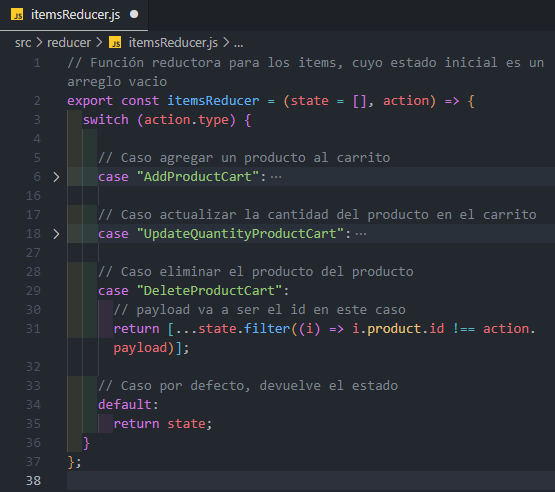 JS itemsReducer.js ●
src > reducer > JS itemsReducer.js > ...
1 // Función reductora para los items, cuyo estado inicial es un
arreglo vacio
2 export const itemsReducer = (state = [], action) => {
3 switch (action.type) {
4
5 // Caso agregar un producto al carrito
6 > case "AddProductCart":⋯
16
17 // Caso actualizar la cantidad del producto en el carrito
18 > case "UpdateQuantityProductCart":⋯
27
28 // Caso eliminar el producto del producto
29 case "DeleteProductCart":
30 // payload va a ser el id en este caso
31 return [...state.filter((i) => i.product.id !== action.
payload)];
32
33 // Caso por defecto, devuelve el estado
34 default:
35 return state;
36 }
37 };
38